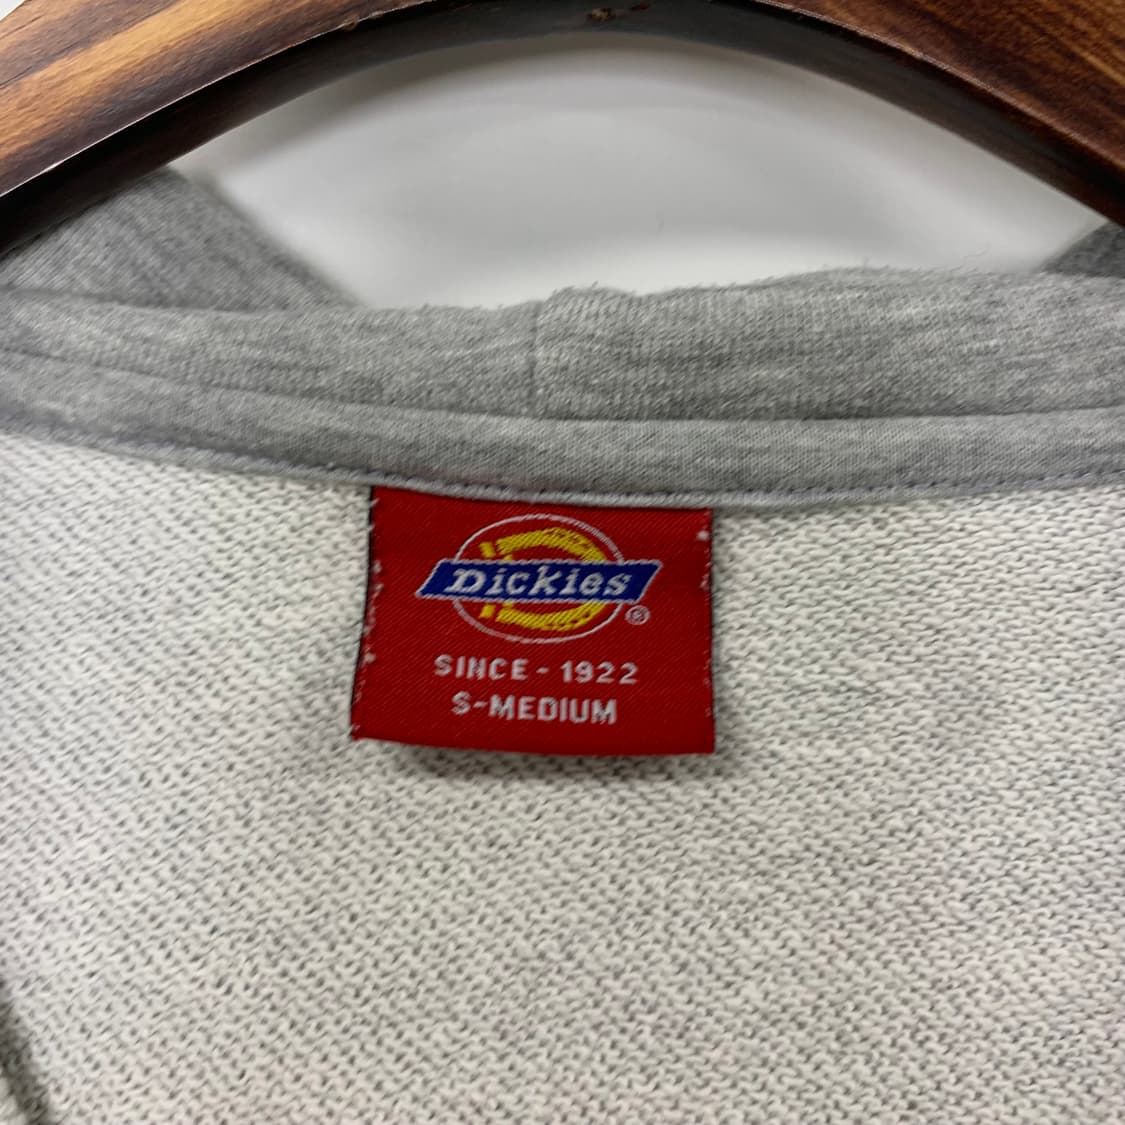 Dickies
®
SINCE - 1922
S-MEDIUM